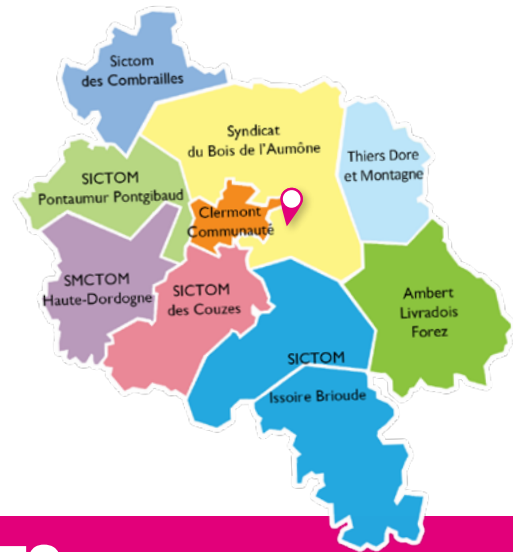 Sictom
des Combrailles
Syndicat
du Bois de l'Aumône
Thiers Dore
et Montagne
SICTOM
Pontaumur Pontgibaud
Clermont
Communauté
SMCTOM
Haute-Dordogne
SICTOM
des Couzes
Ambert
Livradois
Forez
SICTOM
Issoire Brioude